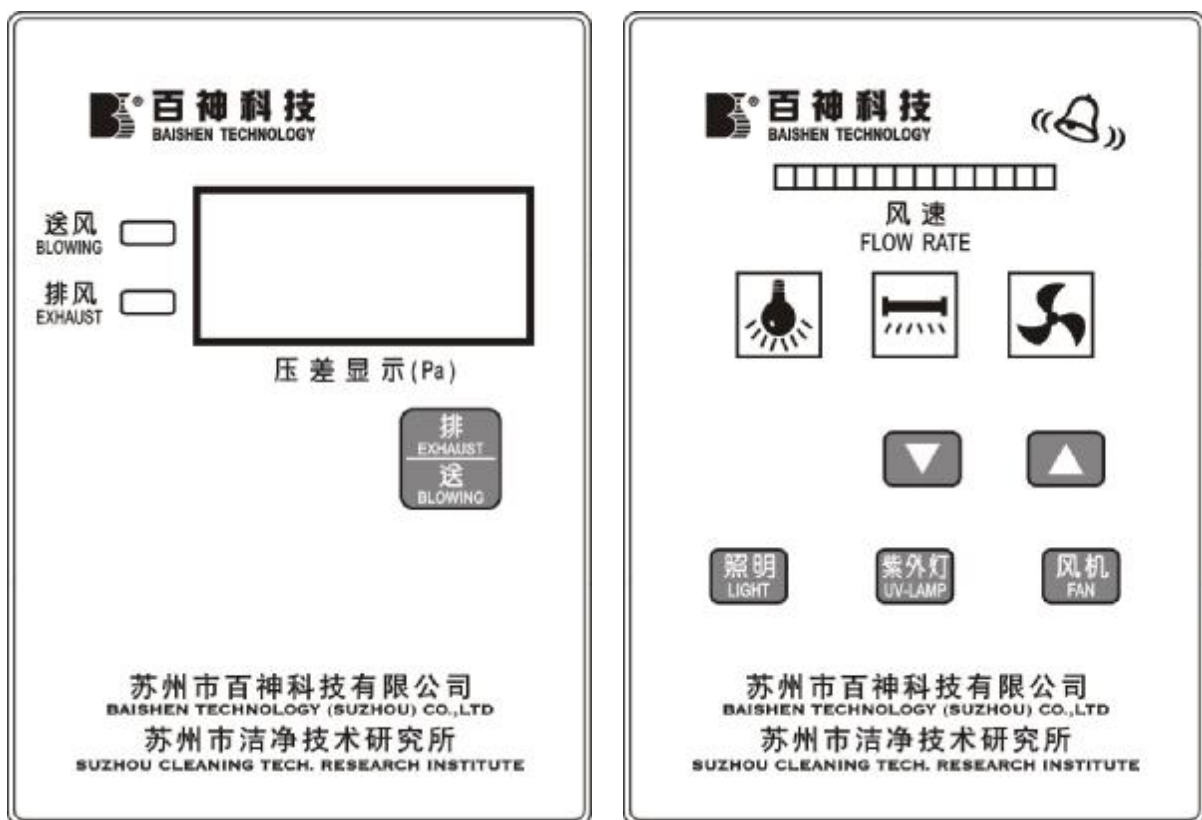 百神科技
BAISHEN TECHNOLOGY
送风
BLOWING
排风
EXHAUST
压差显示(Pa)
排
EXHAUST
送
BLOWING
苏州市百神科技有限公司
BAISHEN TECHNOLOGY (SUZHOU) CO.,LTD
苏州市洁净技术研究所
SUZHOU CLEANING TECH. RESEARCH INSTITUTE
百神科技
BAISHEN TECHNOLOGY
风速
FLOW RATE
照明
LIGHT
紫外灯
UV-LAMP
风机
FAN
苏州市百神科技有限公司
BAISHEN TECHNOLOGY (SUZHOU) CO.,LTD
苏州市洁净技术研究所
SUZHOU CLEANING TECH. RESEARCH INSTITUTE